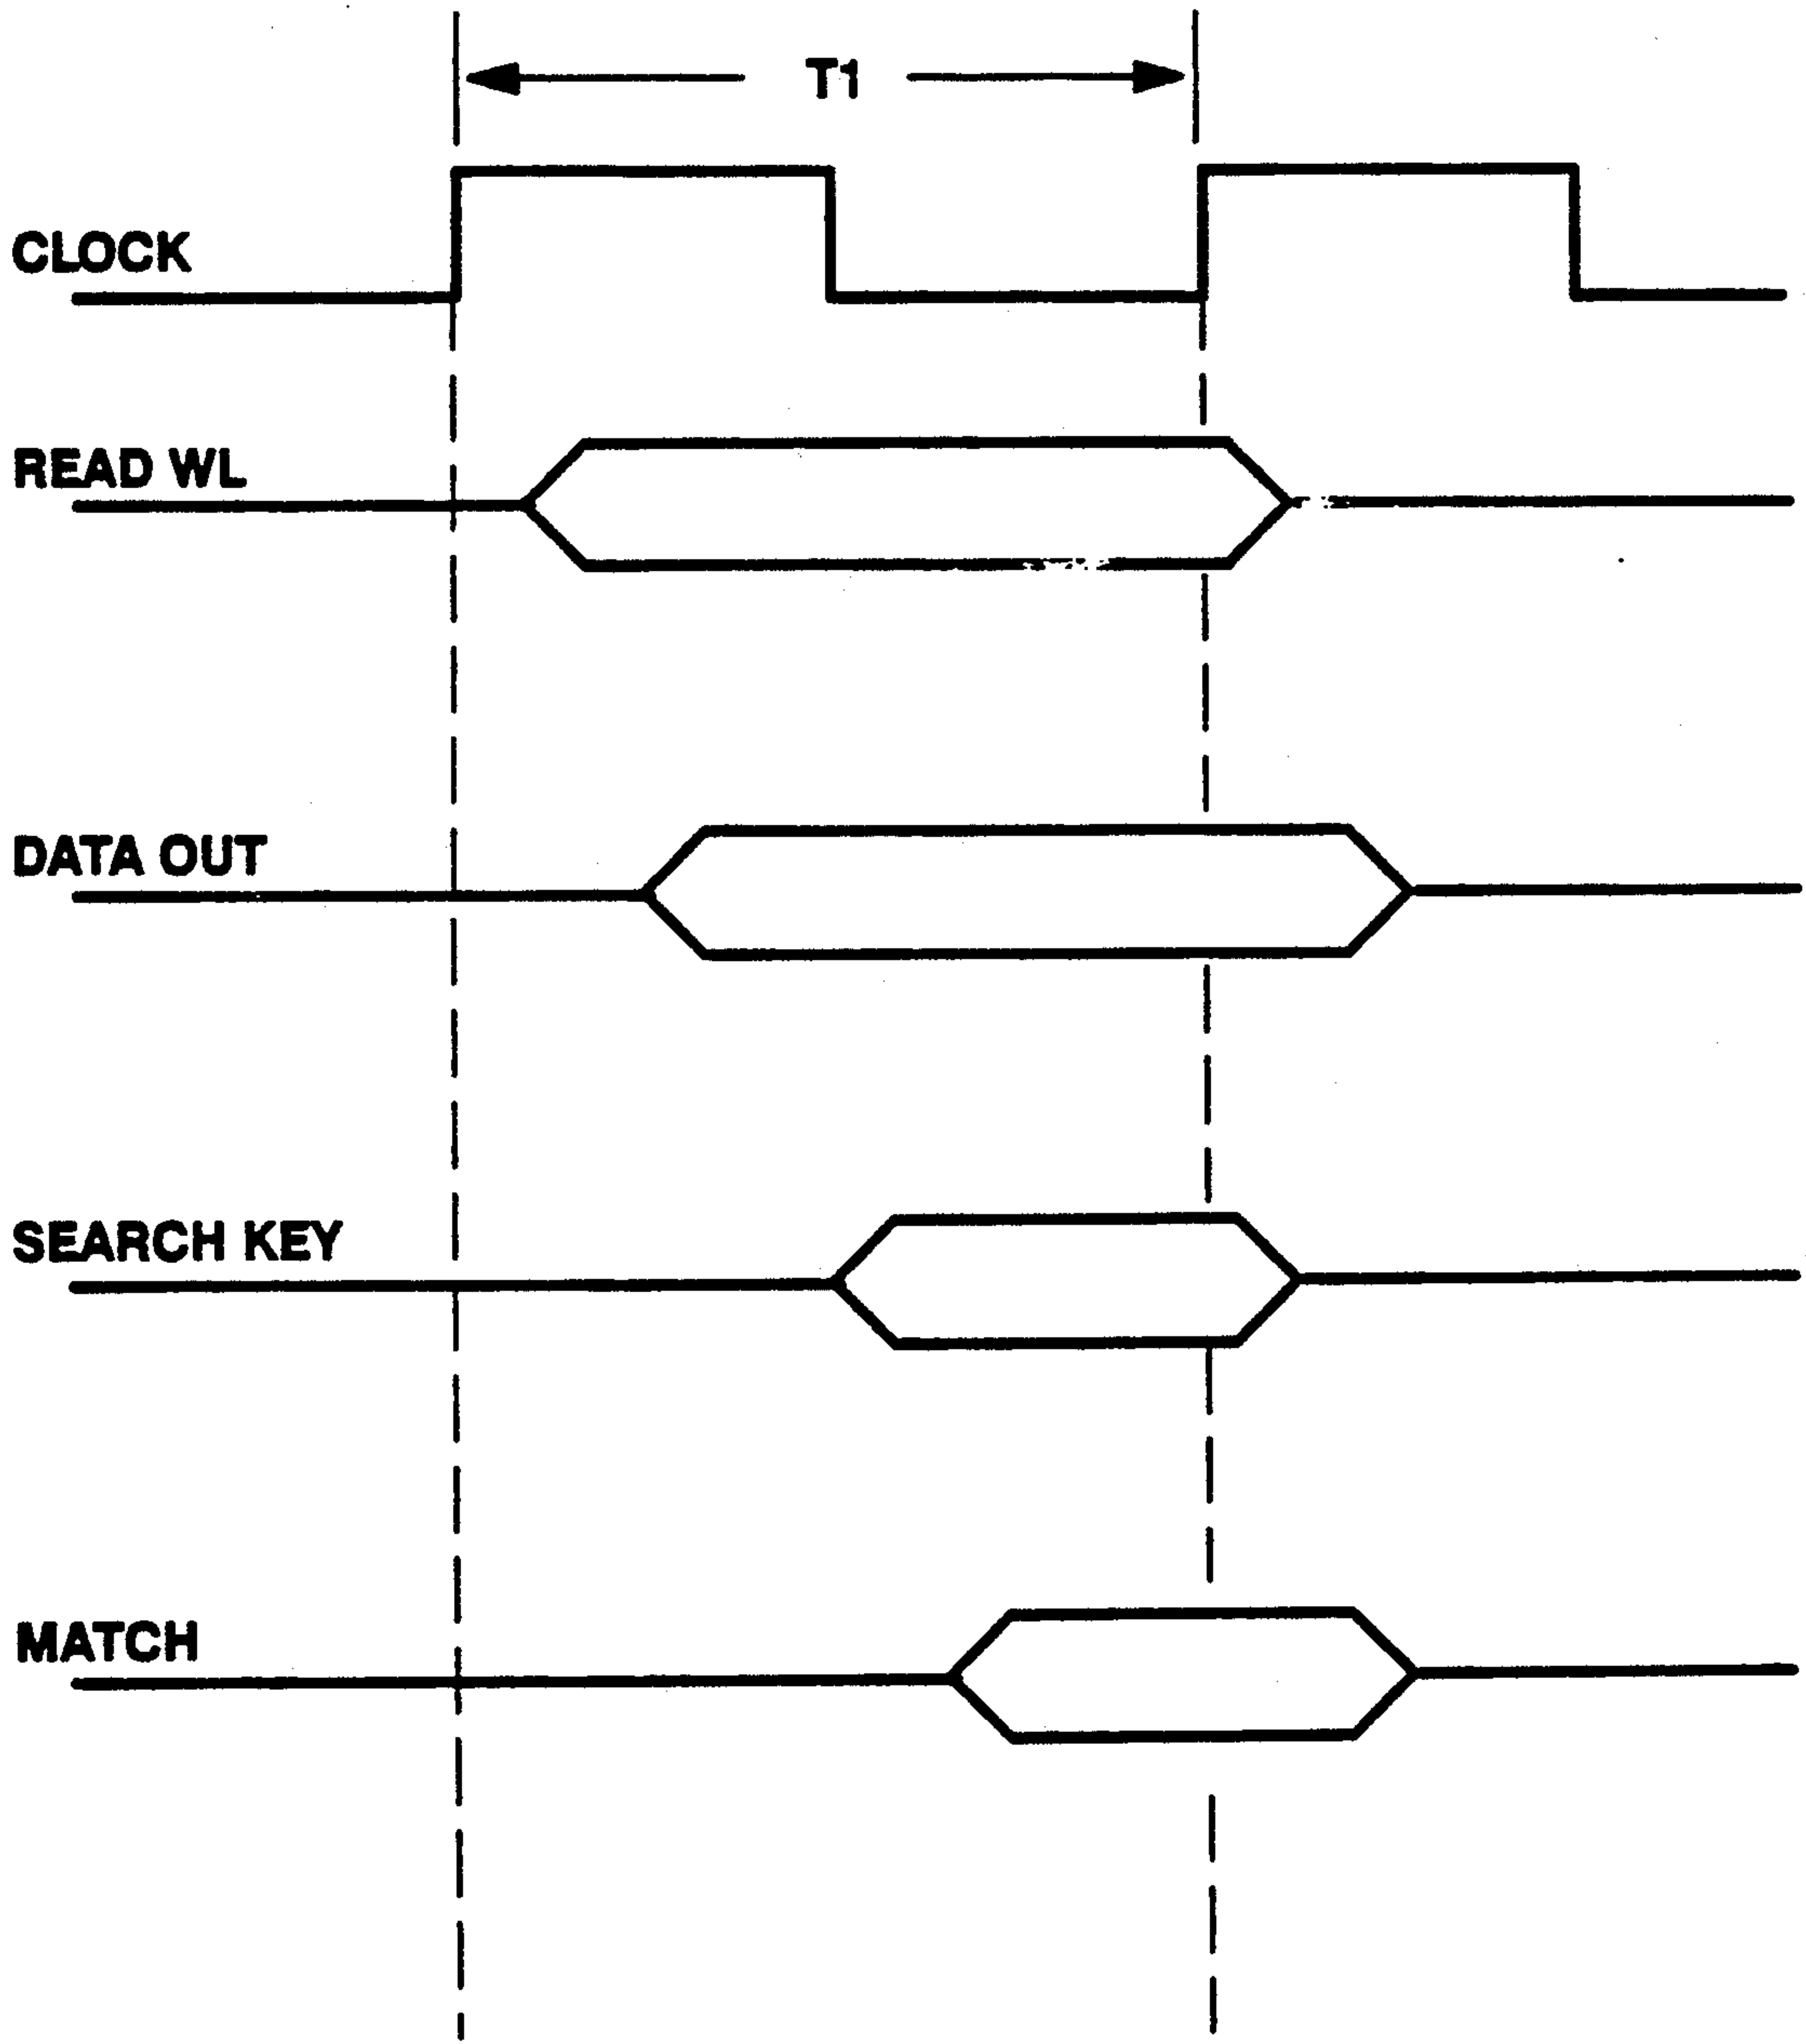 T1
CLOCK
READ WL
DATA OUT
SEARCH KEY
MATCH